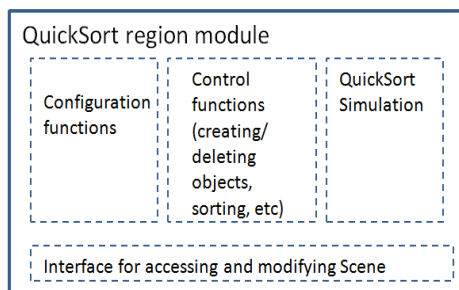 QuickSort region module
Configuration
functions
Control
functions
(creating/
deleting
objects,
sorting, etc)
QuickSort
Simulation
Interface for accessing and modifying Scene